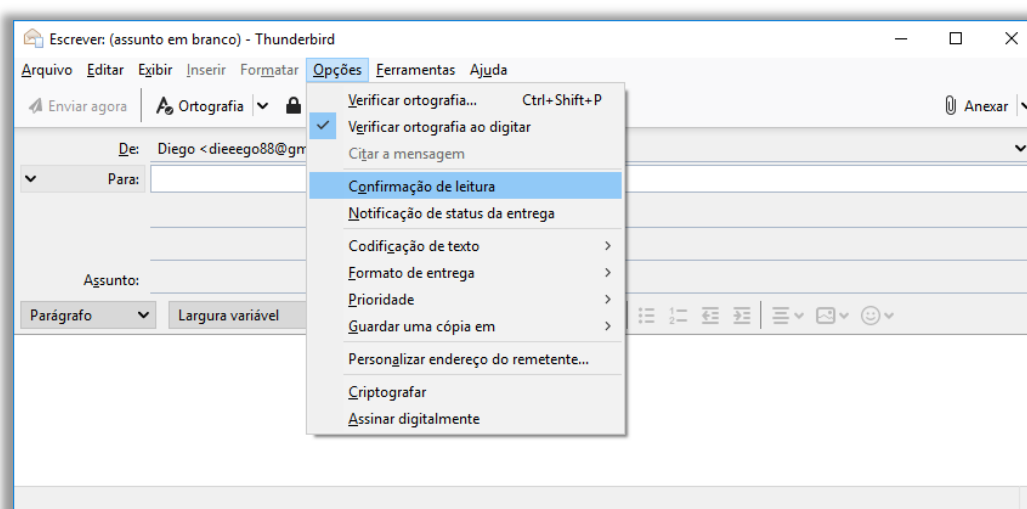 Escrever: (assunto em branco) - Thunderbird
Arquivo Editar Exibir Inserir Formatar Opções Ferramentas Ajuda
Enviar agora Ortografia Anexar
Verificar ortografia... Ctrl+Shift+P
Verificar ortografia ao digitar
De: Diego <dieeego88@gm
Citar a mensagem
Para:
Confirmação de leitura
Notificação de status da entrega
Codificação de texto
Assunto:
Formato de entrega
Prioridade
Parágrafo Largura variável
Guardar uma cópia em
Personalizar endereço do remetente...
Criptografar
Assinar digitalmente